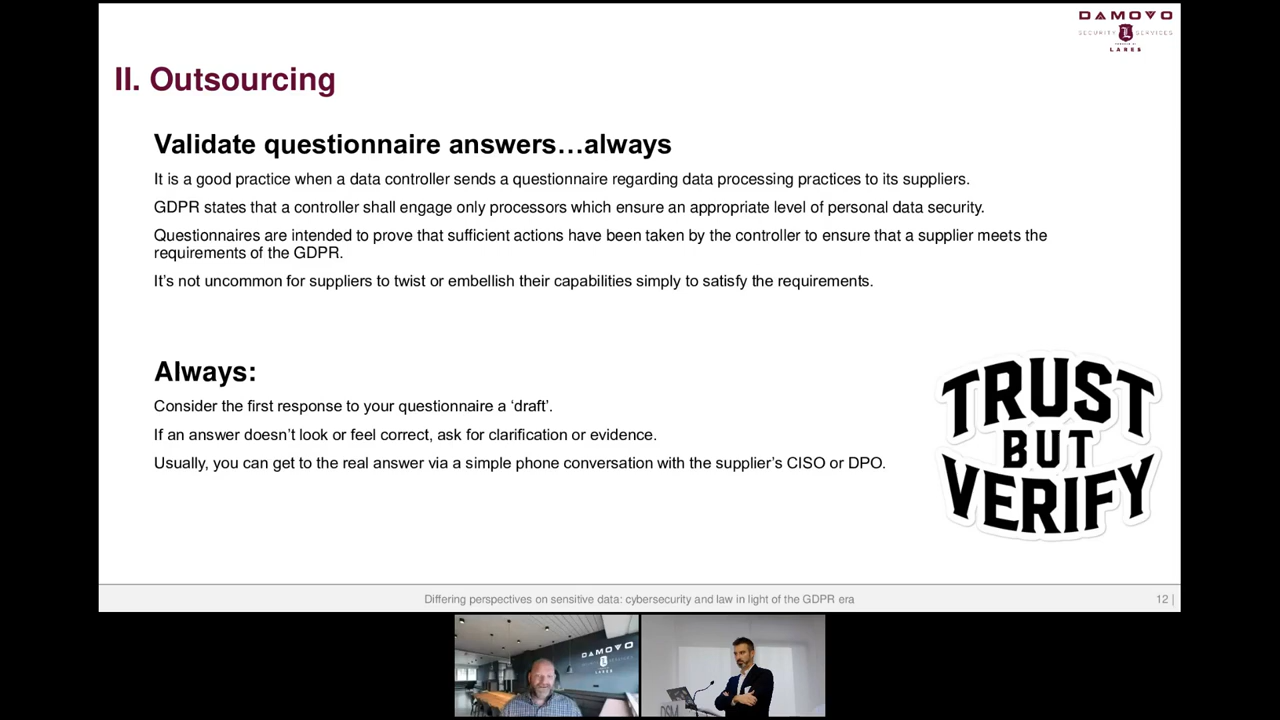 DAMOVO
SECURITY SERVICES
LARES
II. Outsourcing
Validate questionnaire answers…always
It is a good practice when a data controller sends a questionnaire regarding data processing practices to its suppliers.
GDPR states that a controller shall engage only processors which ensure an appropriate level of personal data security.
Questionnaires are intended to prove that sufficient actions have been taken by the controller to ensure that a supplier meets the
requirements of the GDPR.
It’s not uncommon for suppliers to twist or embellish their capabilities simply to satisfy the requirements.
Always:
Consider the first response to your questionnaire a ‘draft’.
If an answer doesn’t look or feel correct, ask for clarification or evidence.
Usually, you can get to the real answer via a simple phone conversation with the supplier’s CISO or DPO.
TRUST
BUT
VERIFY
Differing perspectives on sensitive data: cybersecurity and law in light of the GDPR era
12 |
DAMOVO
LARES
DSM